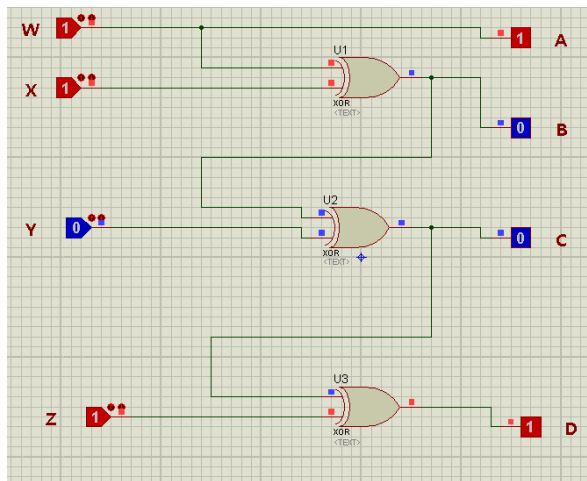 W 1 1 A
U1
X 1
XOR
<TEXT>
0 B
U2
Y 0 0 C
XOR
<TEXT>
U3
Z 1 1 D
XOR
<TEXT>